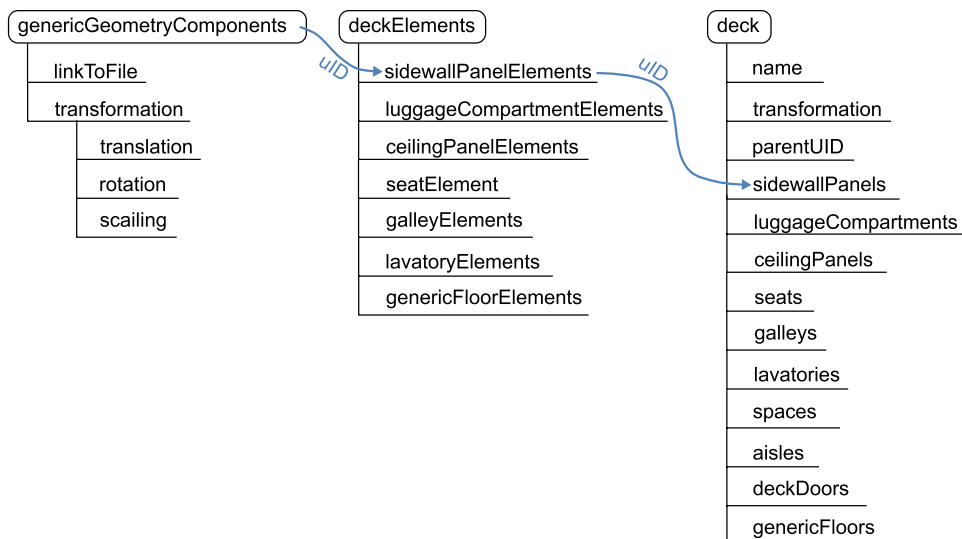 genericGeometryComponents
linkToFile
transformation
translation
rotation
scailing
uID
deckElements
sidewallPanelElements
luggageCompartmentElements
ceilingPanelElements
seatElement
galleyElements
lavatoryElements
genericFloorElements
uID
deck
name
transformation
parentUID
sidewallPanels
luggageCompartments
ceilingPanels
seats
galleys
lavatories
spaces
aisles
deckDoors
genericFloors